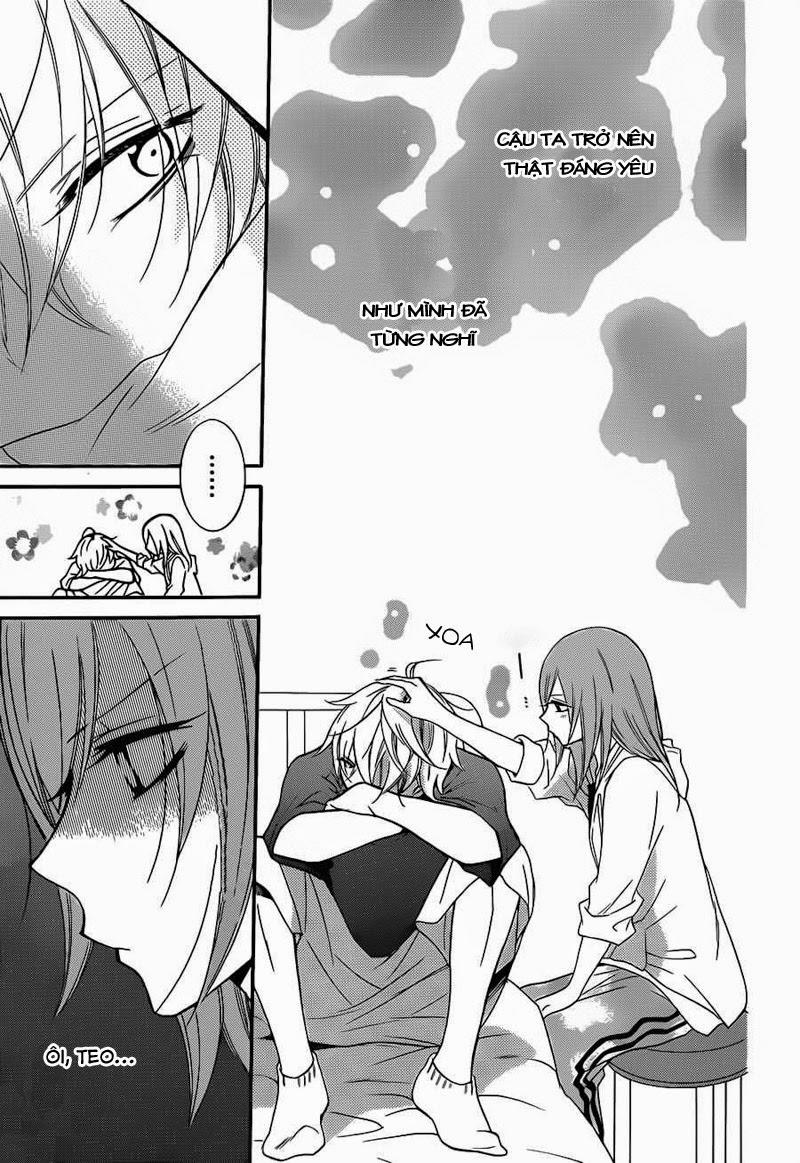 CẬU TA TRỞ NÊN
THẬT ĐÁNG YÊU
NHƯ MÌNH ĐÃ
TỪNG NGHĨ
......
XOA
ÔI, TEO...